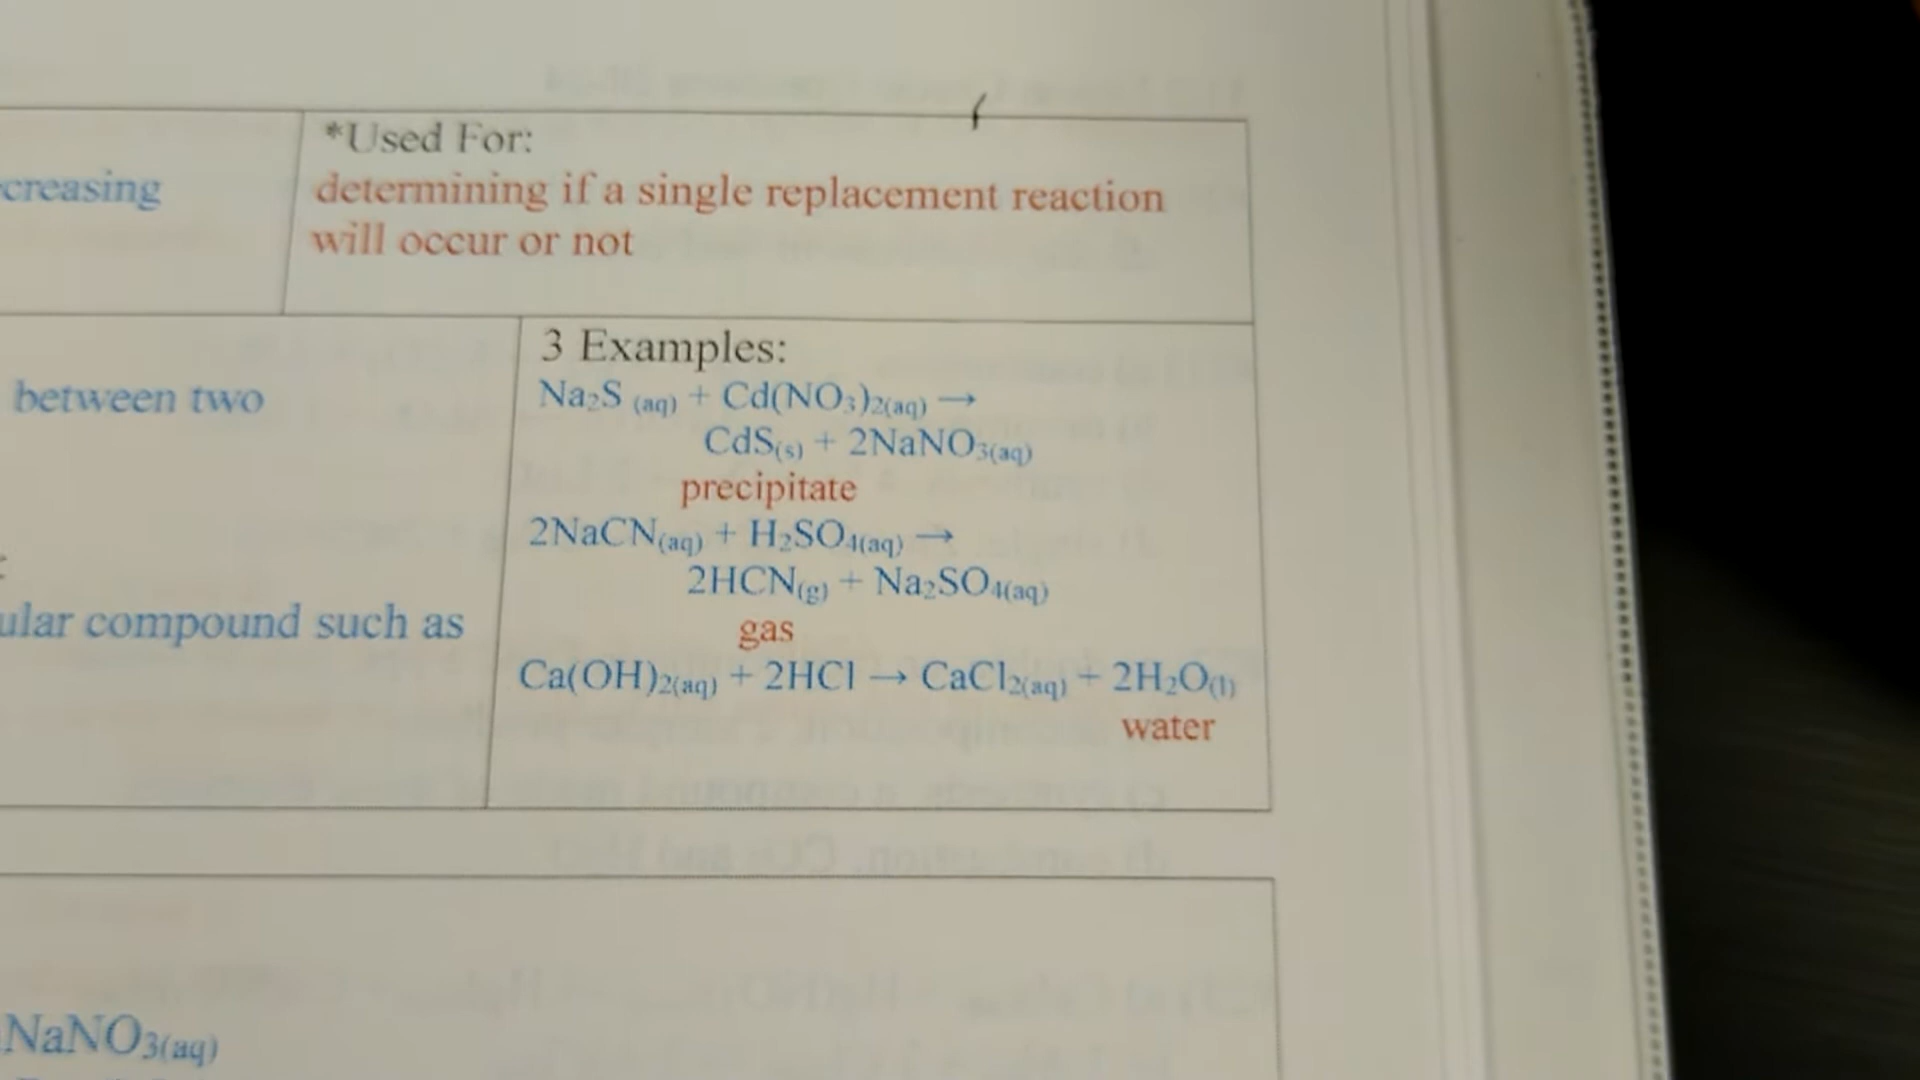 *Used For:
creasing
determining if a single replacement reaction
will occur or not
3 Examples:
between two
Na₂S (aq) + Cd(NO₃)₂(aq) →
CdS(s) + 2NaNO₃(aq)
precipitate
2NaCN(aq) + H₂SO₄(aq) →
2HCN(g) + Na₂SO₄(aq)
ular compound such as
gas
Ca(OH)₂(aq) + 2HCl → CaCl₂(aq) + 2H₂O(l)
water
NaNO₃(aq)